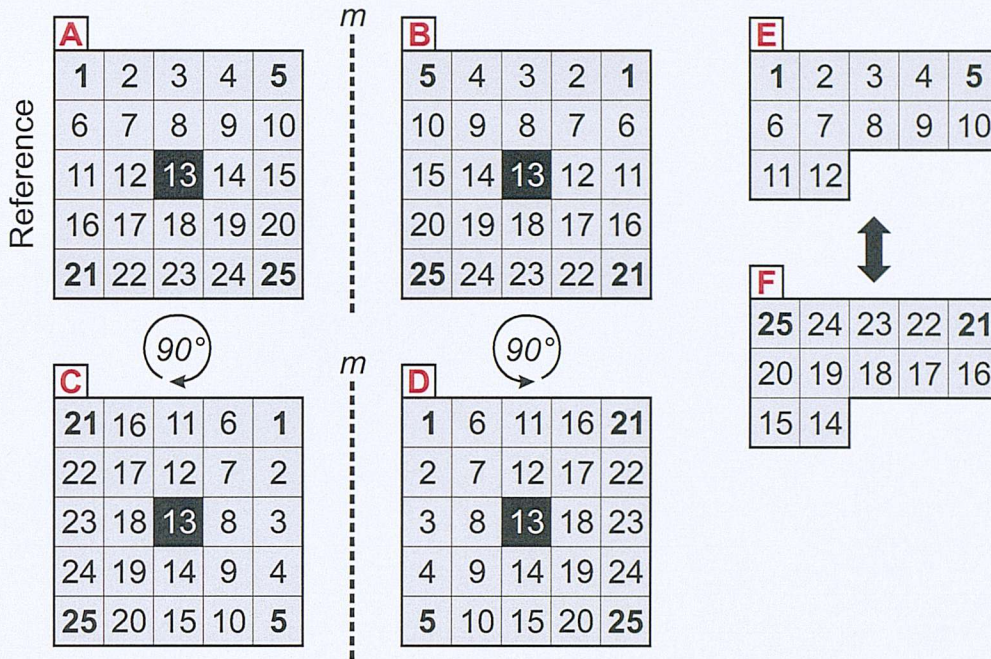 Reference
A
1 2 3 4 5
6 7 8 9 10
11 12 13 14 15
16 17 18 19 20
21 22 23 24 25
m
B
5 4 3 2 1
10 9 8 7 6
15 14 13 12 11
20 19 18 17 16
25 24 23 22 21
90°
90°
C
21 16 11 6 1
22 17 12 7 2
23 18 13 8 3
24 19 14 9 4
25 20 15 10 5
m
D
1 6 11 16 21
2 7 12 17 22
3 8 13 18 23
4 9 14 19 24
5 10 15 20 25
E
1 2 3 4 5
6 7 8 9 10
11 12
F
25 24 23 22 21
20 19 18 17 16
15 14